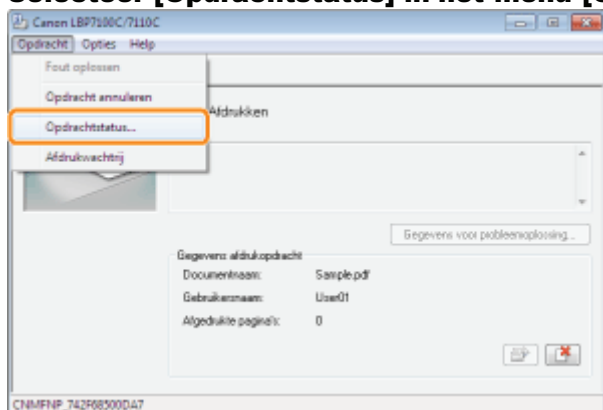 Selecteer [Opdrachtstatus] in het menu [O
Canon LBP7100C/7110C
Opdracht Opties Help
Fout oplossen
Opdracht annuleren
Opdrachtstatus...
Afdrukwachtrij
Afdrukken
Gegevens voor probleemoplossing...
Gegevens afdrukopdracht
Documentnaam: Sample.pdf
Gebruikersnaam: User01
Afgedrukte pagina's: 0
CNMFNP_742F68500DA7